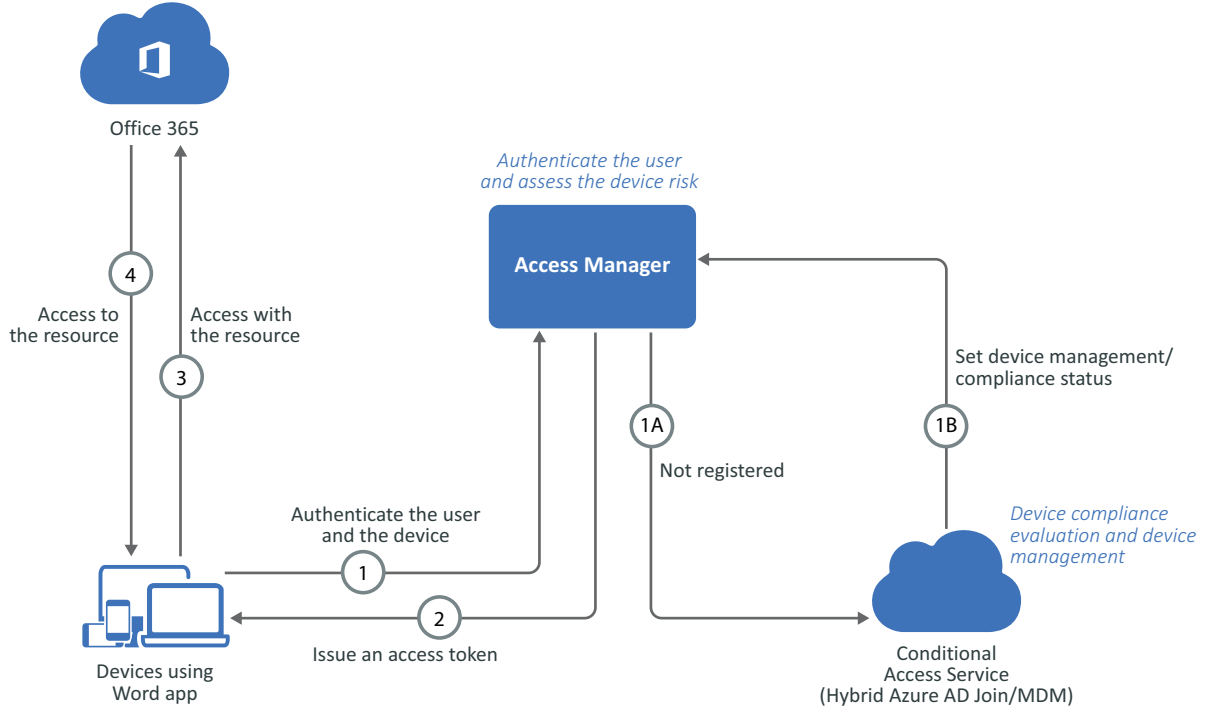 Office 365
Authenticate the user
and assess the device risk
Access Manager
4
Access to
the resource
Access with
the resource
3
Set device management/
compliance status
1A
1B
Not registered
Authenticate the user
and the device
1
Device compliance
evaluation and device
management
2
Issue an access token
Devices using
Word app
Conditional
Access Service
(Hybrid Azure AD Join/MDM)